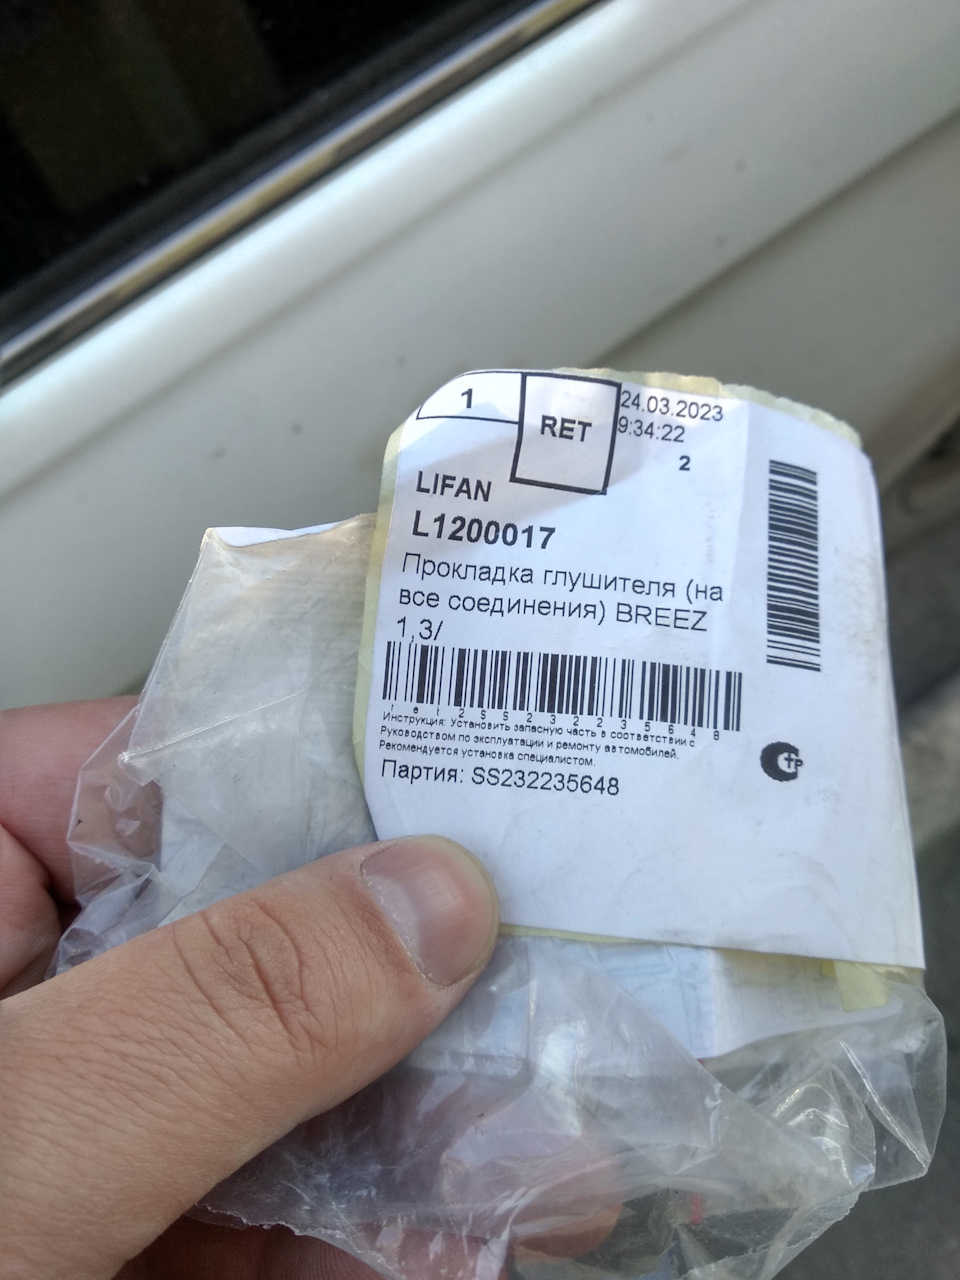 1
RET
24.03.2023
9:34:22
2
LIFAN
L1200017
Прокладка глушителя (на
все соединения) BREEZ
1,3/
ret2SS232235648
Инструкция: Установить запасную часть в соответствии с
Руководством по эксплуатации и ремонту автомобилей.
Рекомендуется установка специалистом.
Партия: SS232235648